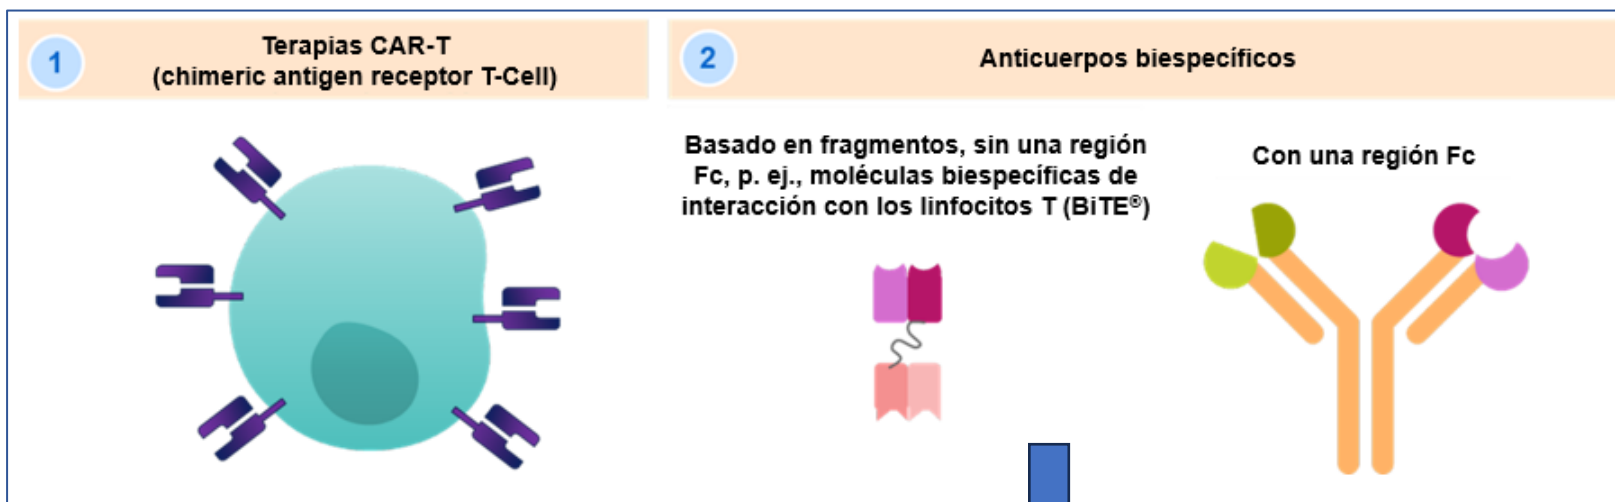 1
Terapias CAR-T
(chimeric antigen receptor T-Cell)
2
Anticuerpos biespecíficos
Basado en fragmentos, sin una región
Fc, p. ej., moléculas biespecíficas de
interacción con los linfocitos T (BiTE®)
Con una región Fc